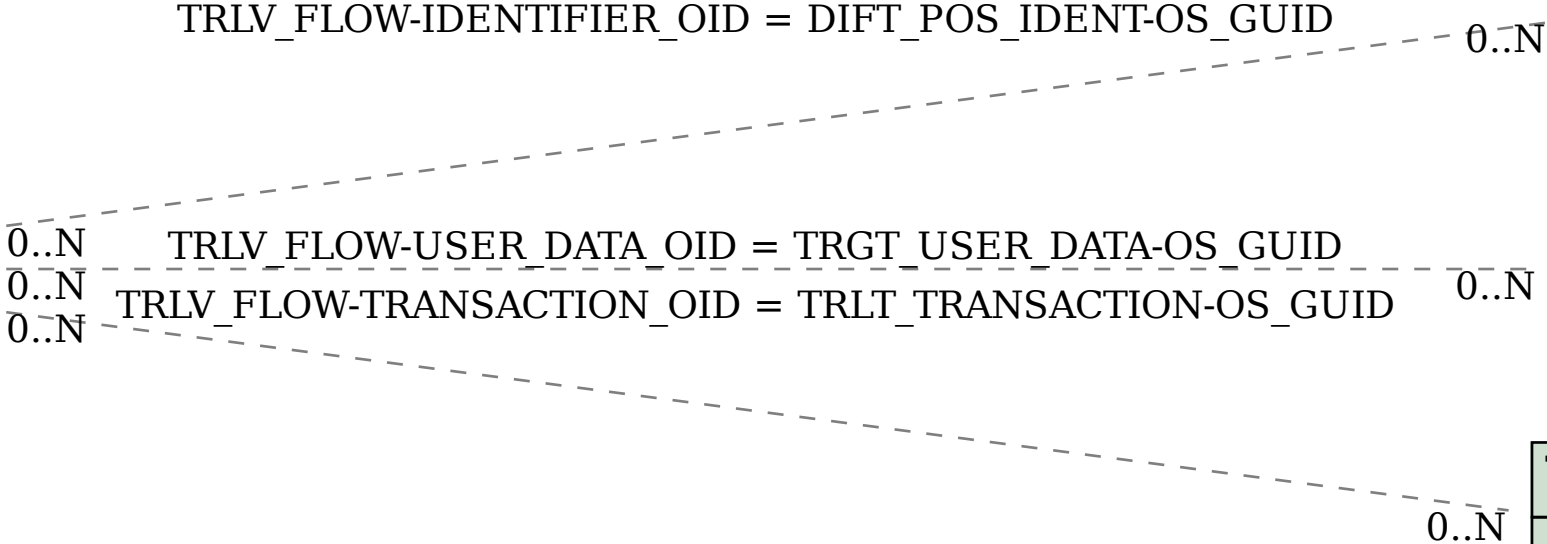 TRLV_FLOW-IDENTIFIER_OID = DIFT_POS_IDENT-OS_GUID
0..N
0..N
TRLV_FLOW-USER_DATA_OID = TRGT_USER_DATA-OS_GUID
0..N
0..N
TRLV_FLOW-TRANSACTION_OID = TRLT_TRANSACTION-OS_GUID
0..N
0..N